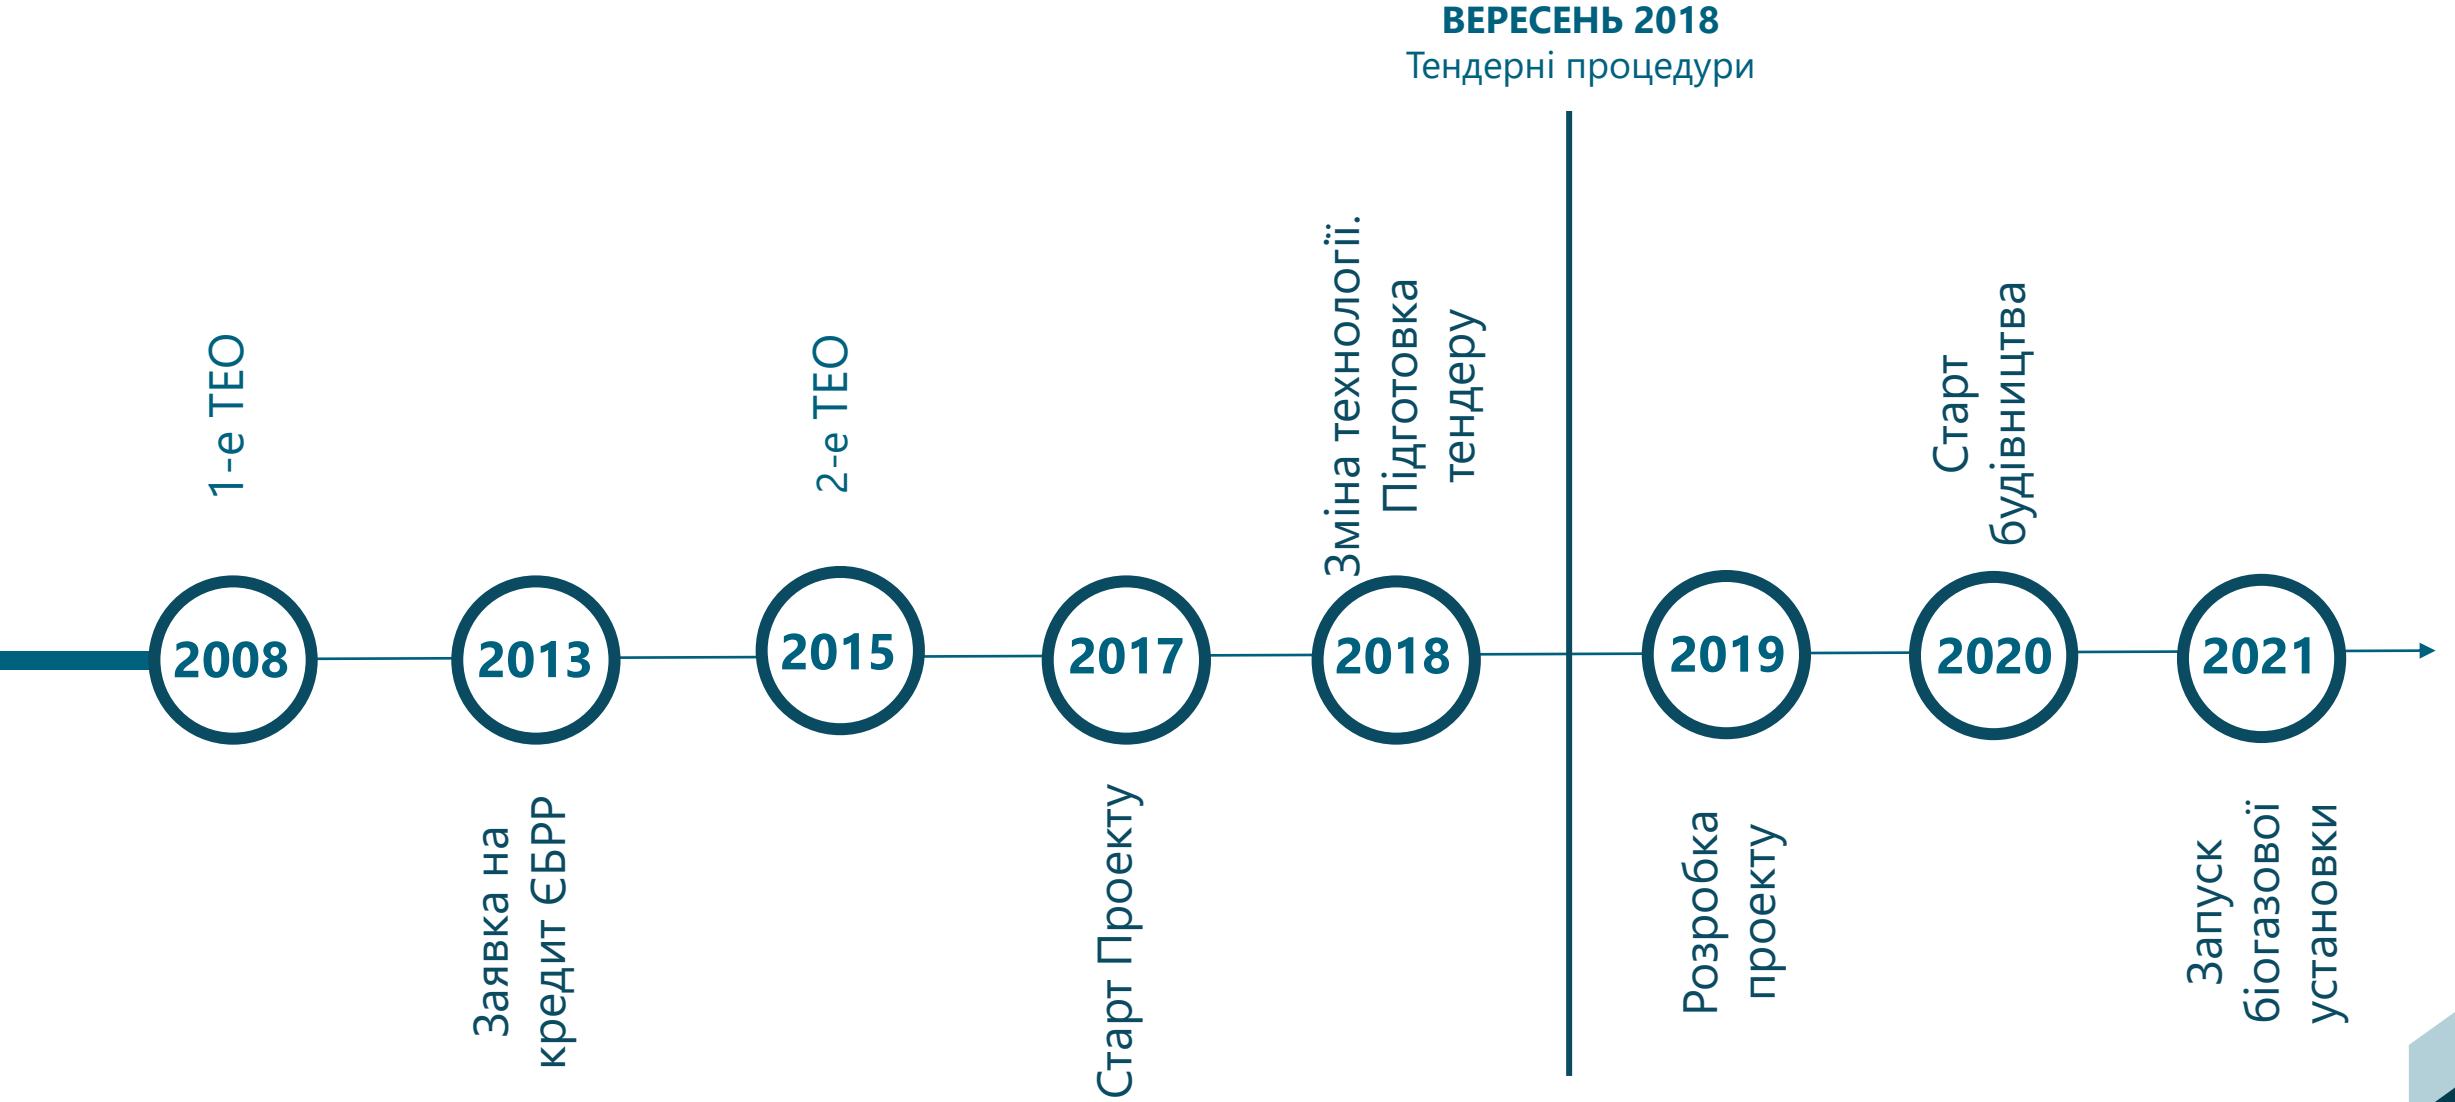 ВЕРЕСЕНЬ 2018
Тендерні процедури
1-е ТЕО
2-е ТЕО
Зміна технології.
Підготовка
тендеру
Старт
будівництва
2008
2013
2015
2017
2018
2019
2020
2021
Заявка на
кредит ЄБРР
Старт Проекту
Розробка
проекту
Запуск
біогазової
установки